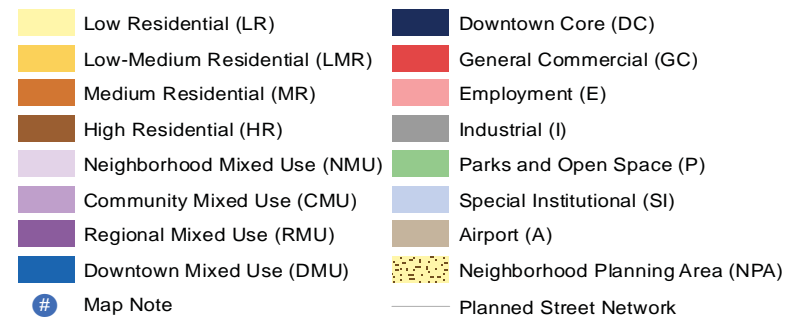 Low Residential (LR)
Low-Medium Residential (LMR)
Medium Residential (MR)
High Residential (HR)
Neighborhood Mixed Use (NMU)
Community Mixed Use (CMU)
Regional Mixed Use (RMU)
Downtown Mixed Use (DMU)
# Map Note
Downtown Core (DC)
General Commercial (GC)
Employment (E)
Industrial (I)
Parks and Open Space (P)
Special Institutional (SI)
Airport (A)
Neighborhood Planning Area (NPA)
Planned Street Network